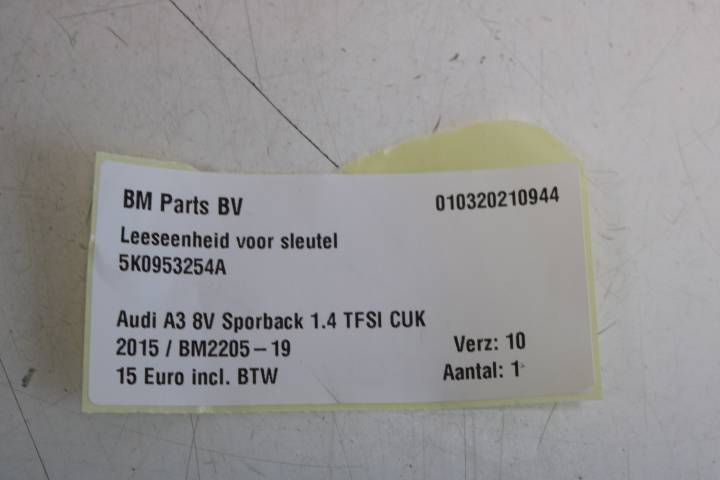 BM Parts BV 010320210944
Leeseenheid voor sleutel
5K0953254A
Audi A3 8V Sporback 1.4 TFSI CUK
2015 / BM2205-19 Verz: 10
15 Euro incl. BTW Aantal: 1